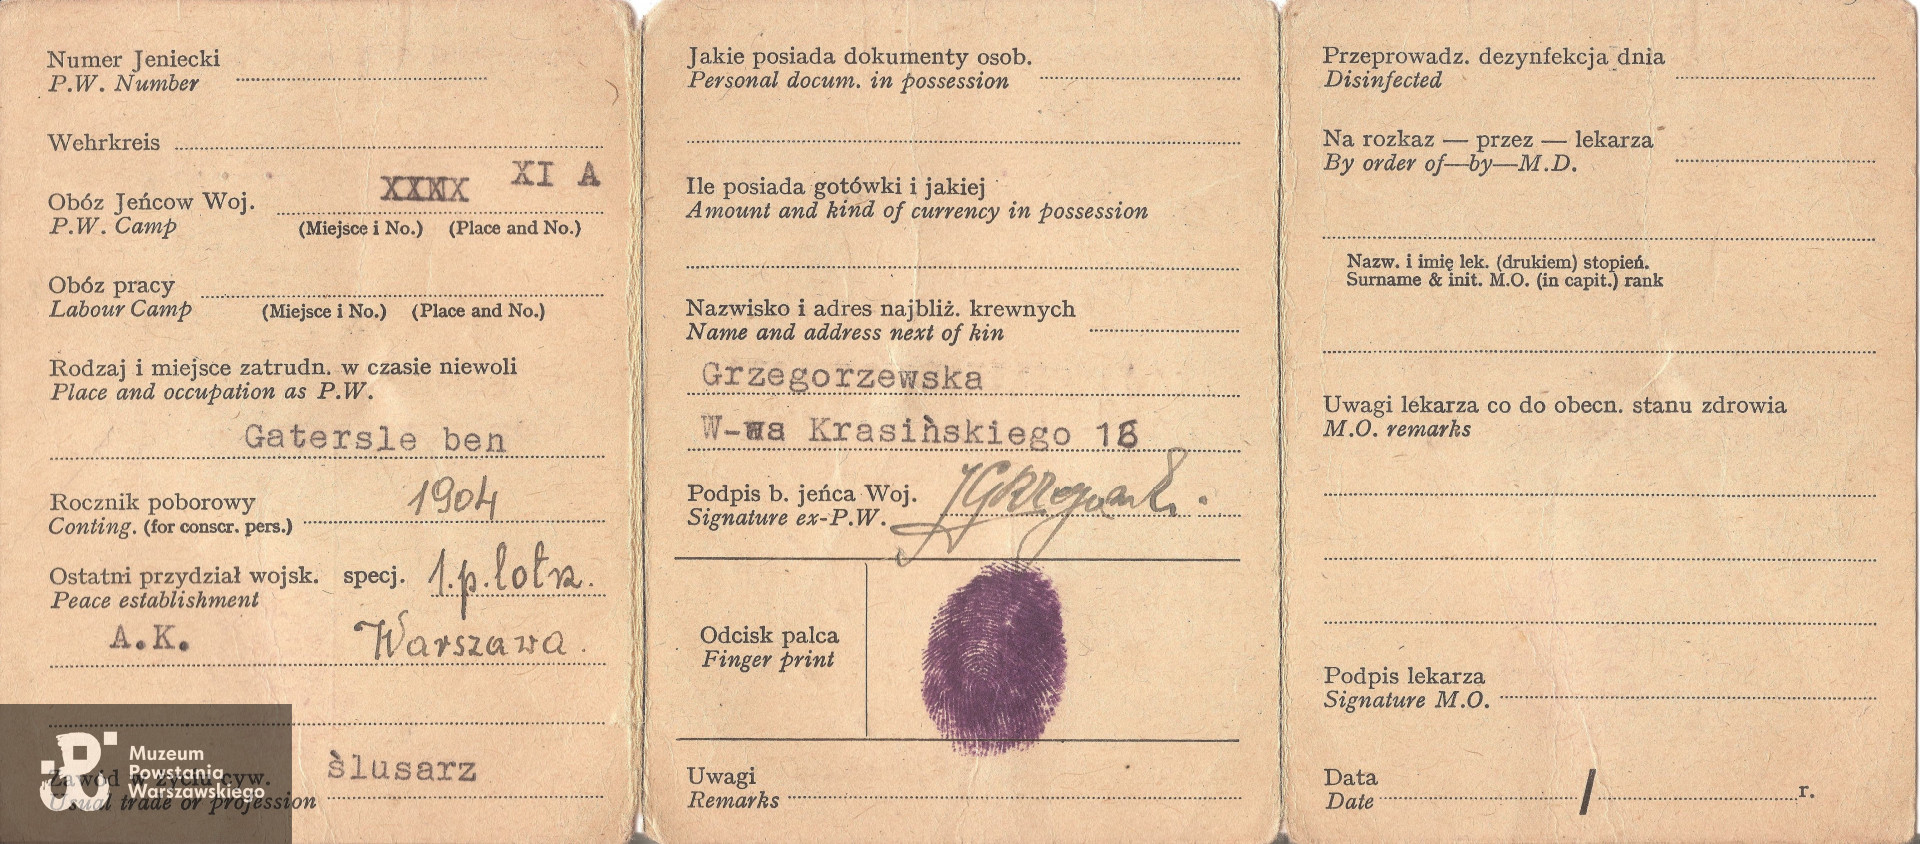 Numer Jeniecki
P.W. Number
Wehrkreis
XI A
Obóz Jeńcow Woj.
P.W. Camp
(Miejsce i No.) (Place and No.)
Obóz pracy
Labour Camp
(Miejsce i No.) (Place and No.)
Rodzaj i miejsce zatrudn. w czasie niewoli
Place and occupation as P.W.
Gatersle ben
Rocznik poborowy 1904
Conting. (for conscr. pers.)
Ostatni przydział wojsk. specj. 1.p.lotn.
Peace establishment
A.K. Warszawa.
Zawód w życiu cyw. ślusarz
Usual trade or profession
Muzeum
Powstania
Warszawskiego
Jakie posiada dokumenty osob.
Personal docum. in possession
Ile posiada gotówki i jakiej
Amount and kind of currency in possession
Nazwisko i adres najbliż. krewnych
Name and address next of kin
Grzegorzewska
W-wa Krasińskiego
Podpis b. jeńca Woj.
Signature ex-P.W.
Odcisk palca
Finger print
Uwagi
Remarks
Przeprowadz. dezynfekcja dnia
Disinfected
Na rozkaz — przez — lekarza
By order of—by—M.D.
Nazw. i imię lek. (drukiem) stopień.
Surname & init. M.O. (in capit.) rank
Uwagi lekarza co do obecn. stanu zdrowia
M.O. remarks
Podpis lekarza
Signature M.O.
Data
Date / r.